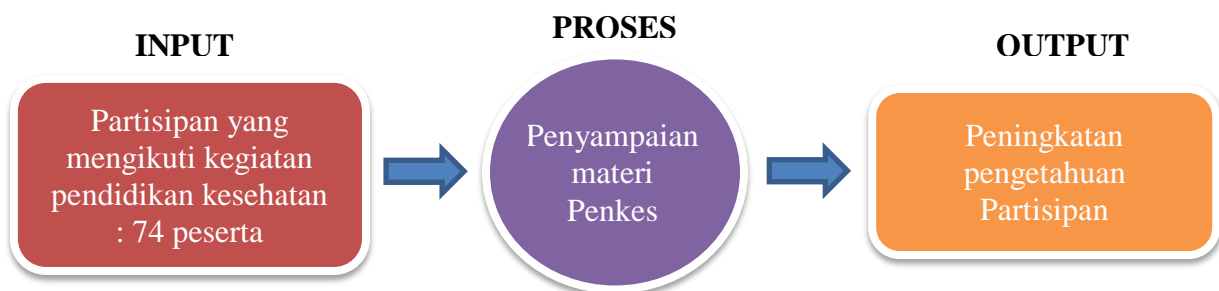 INPUT
Partisipan yang
mengikuti kegiatan
pendidikan kesehatan
: 74 peserta
PROSES
Penyampaian
materi
Penkes
OUTPUT
Peningkatan
pengetahuan
Partisipan